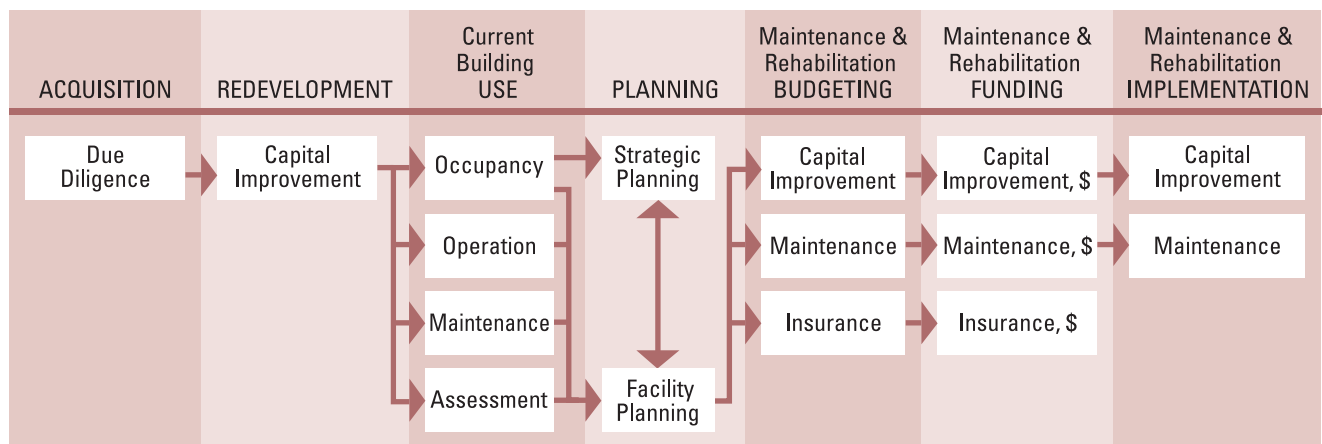 ACQUISITION
REDEVELOPMENT
Current
Building
USE
PLANNING
Maintenance &
Rehabilitation
BUDGETING
Maintenance &
Rehabilitation
FUNDING
Maintenance &
Rehabilitation
IMPLEMENTATION
Due
Diligence
Capital
Improvement
Occupancy
Operation
Maintenance
Assessment
Strategic
Planning
Facility
Planning
Capital
Improvement
Maintenance
Insurance
Capital
Improvement, $
Maintenance, $
Insurance, $
Capital
Improvement
Maintenance